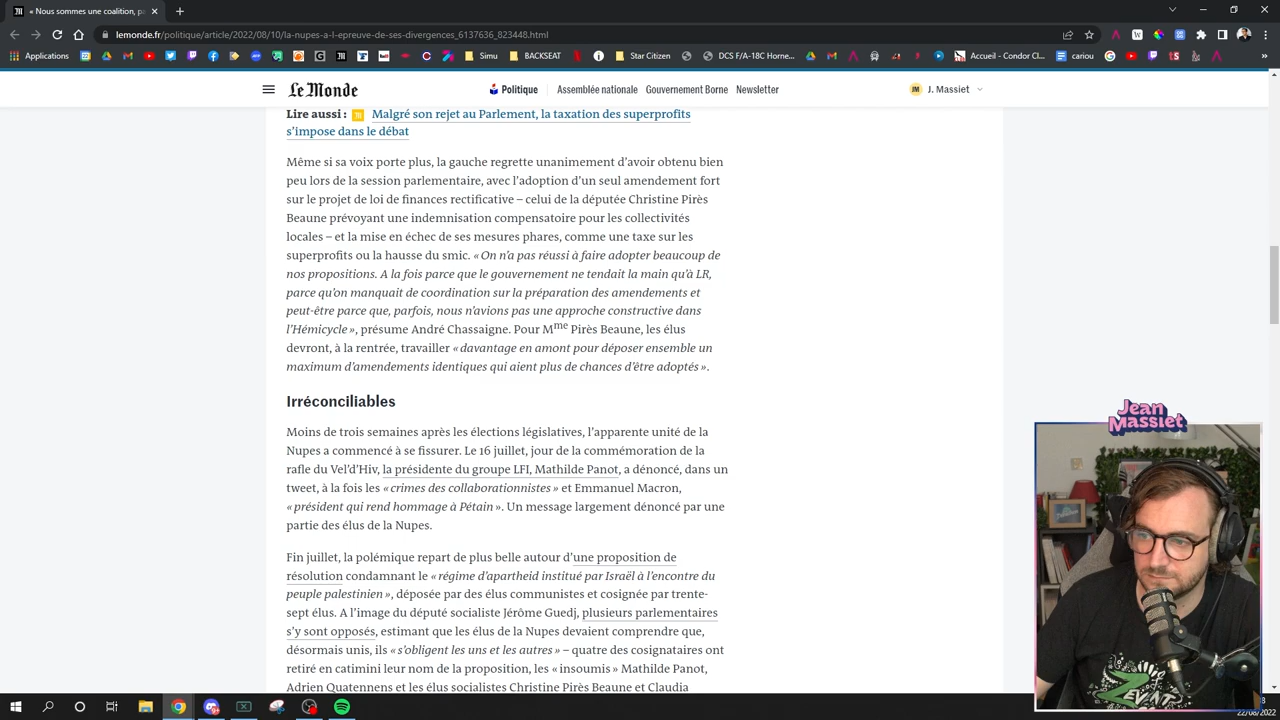 « Nous sommes une coalition, pa
lemonde.fr/politique/article/2022/08/10/la-nupes-a-l-epreuve-de-ses-divergences_6137636_823448.html
Applications
Simu
BACKSEAT
Star Citizen
DCS F/A-18C Horne...
Accueil - Condor Cl...
cariou
»
Le Monde
Politique
Assemblée nationale
Gouvernement Borne
Newsletter
JM
J. Massiet
Lire aussi : Malgré son rejet au Parlement, la taxation des superprofits
s’impose dans le débat
Même si sa voix porte plus, la gauche regrette unanimement d’avoir obtenu bien
peu lors de la session parlementaire, avec l’adoption d’un seul amendement fort
sur le projet de loi de finances rectificative – celui de la députée Christine Pirès
Beaune prévoyant une indemnisation compensatoire pour les collectivités
locales – et la mise en échec de ses mesures phares, comme une taxe sur les
superprofits ou la hausse du smic. « On n’a pas réussi à faire adopter beaucoup de
nos propositions. A la fois parce que le gouvernement ne tendait la main qu’à LR,
parce qu’on manquait de coordination sur la préparation des amendements et
peut-être parce que, parfois, nous n’avions pas une approche constructive dans
l’Hémicycle », présume André Chassaigne. Pour Mme Pirès Beaune, les élus
devront, à la rentrée, travailler « davantage en amont pour déposer ensemble un
maximum d’amendements identiques qui aient plus de chances d’être adoptés ».
Irréconciliables
Moins de trois semaines après les élections législatives, l’apparente unité de la
Nupes a commencé à se fissurer. Le 16 juillet, jour de la commémoration de la
rafle du Vel’d’Hiv, la présidente du groupe LFI, Mathilde Panot, a dénoncé, dans un
tweet, à la fois les « crimes des collaborationnistes » et Emmanuel Macron,
« président qui rend hommage à Pétain ». Un message largement dénoncé par une
partie des élus de la Nupes.
Fin juillet, la polémique repart de plus belle autour d’une proposition de
résolution condamnant le « régime d’apartheid institué par Israël à l’encontre du
peuple palestinien », déposée par des élus communistes et cosignée par trente-
sept élus. A l’image du député socialiste Jérôme Guedj, plusieurs parlementaires
s’y sont opposés, estimant que les élus de la Nupes devaient comprendre que,
désormais unis, ils « s’obligent les uns et les autres » – quatre des cosignataires ont
retiré en catimini leur nom de la proposition, les « insoumis » Mathilde Panot,
Adrien Quatennens et les élus socialistes Christine Pirès Beaune et Claudia
Jean
Massiet
ZEVENT
22/08/2022